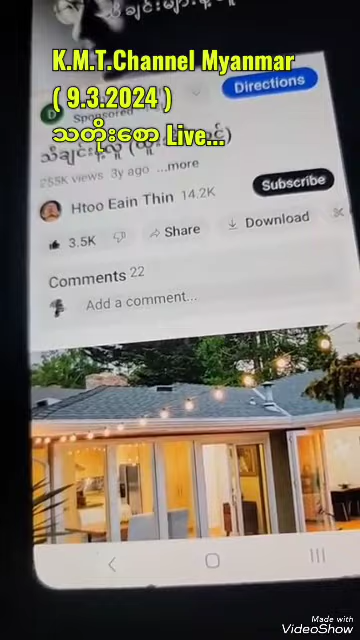 K.M.T.Channel Myanmar
( 9.3.2024 )
သတိုးစော Live...
Directions
D
Sponsored
255K views 3y ago ...more
Htoo Eain Thin 14.2K
Subscribe
3.5K
Share
Download
Comments 22
Add a comment...
Made with
VideoShow